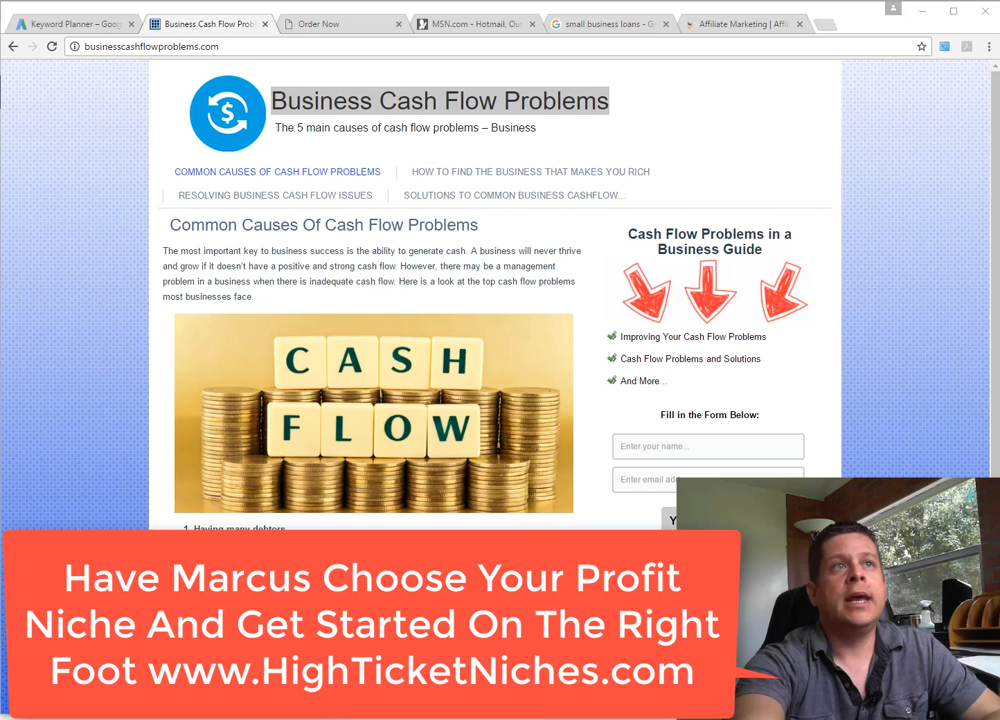 Keyword Planner – Goog
Business Cash Flow Prob
Order Now
MSN.com - Hotmail, Out
small business loans - Go
Affiliate Marketing | Affil
businesscashflowproblems.com
Business Cash Flow Problems
The 5 main causes of cash flow problems – Business
COMMON CAUSES OF CASH FLOW PROBLEMS
HOW TO FIND THE BUSINESS THAT MAKES YOU RICH
RESOLVING BUSINESS CASH FLOW ISSUES
SOLUTIONS TO COMMON BUSINESS CASHFLOW...
Common Causes Of Cash Flow Problems
The most important key to business success is the ability to generate cash. A business will never thrive
and grow if it doesn't have a positive and strong cash flow. However, there may be a management
problem in a business when there is inadequate cash flow. Here is a look at the top cash flow problems
most businesses face.
CASH
FLOW
1. Having many debtors
Cash Flow Problems in a
Business Guide
Improving Your Cash Flow Problems
Cash Flow Problems and Solutions
And More...
Fill in the Form Below:
Enter your name...
Enter email add
Have Marcus Choose Your Profit
Niche And Get Started On The Right
Foot www.HighTicketNiches.com